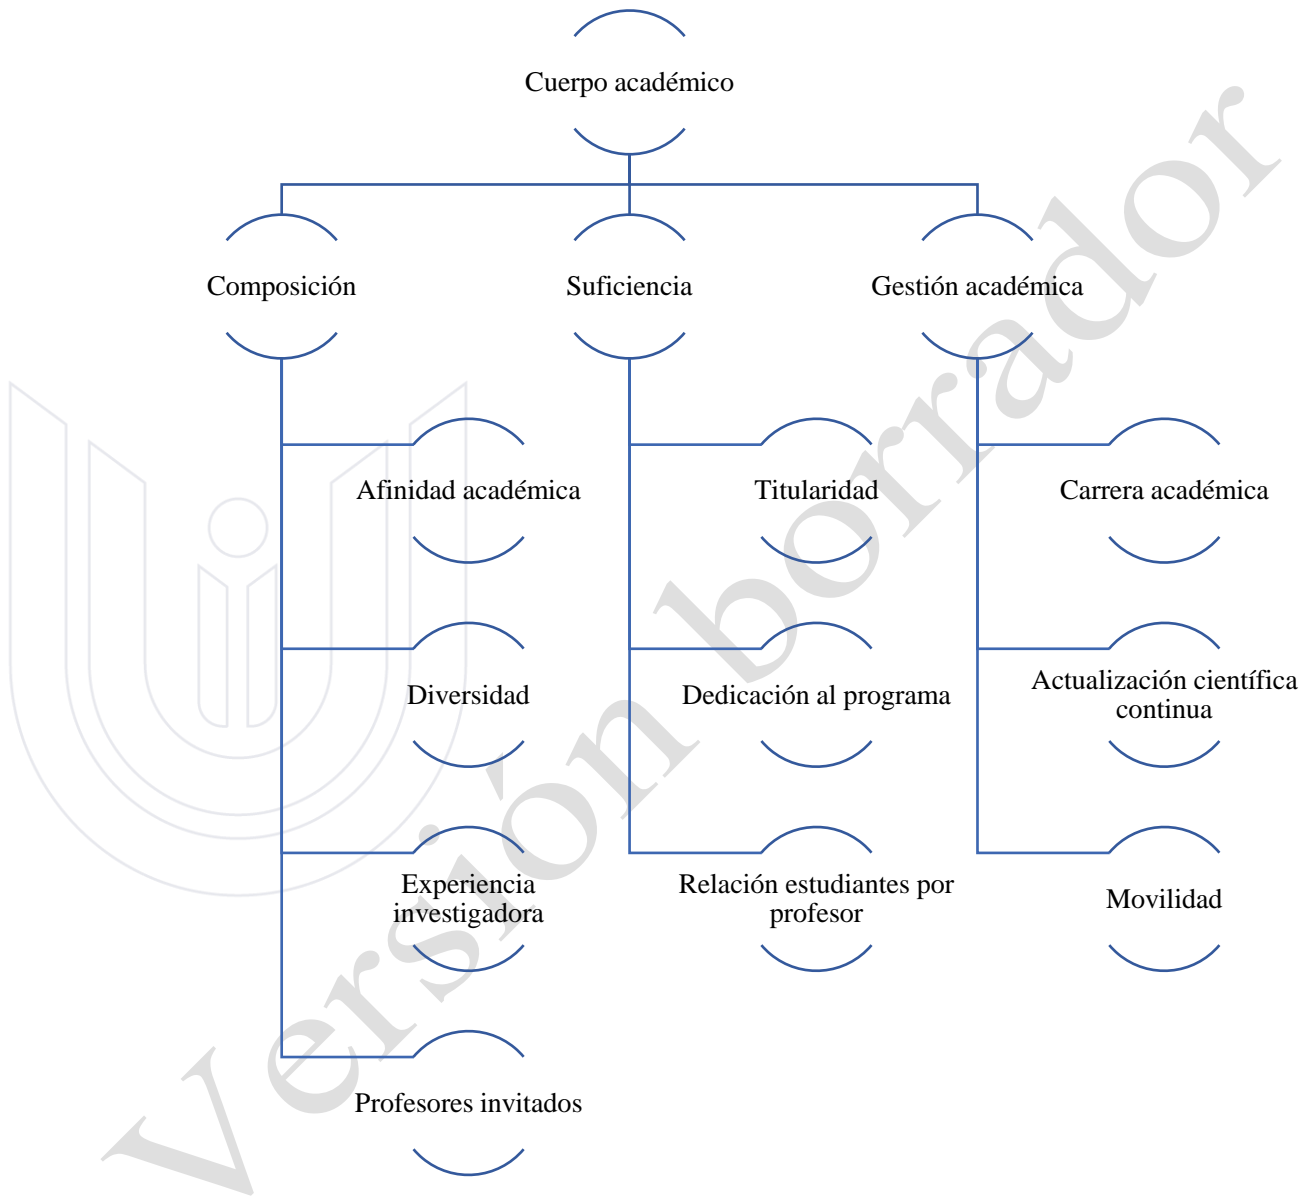 Cuerpo académico
Composición
Suficiencia
Gestión académica
Afinidad académica
Titularidad
Carrera académica
Diversidad
Dedicación al programa
Actualización científica
continua
Experiencia
investigadora
Relación estudiantes por
profesor
Movilidad
Profesores invitados
Versión borrador